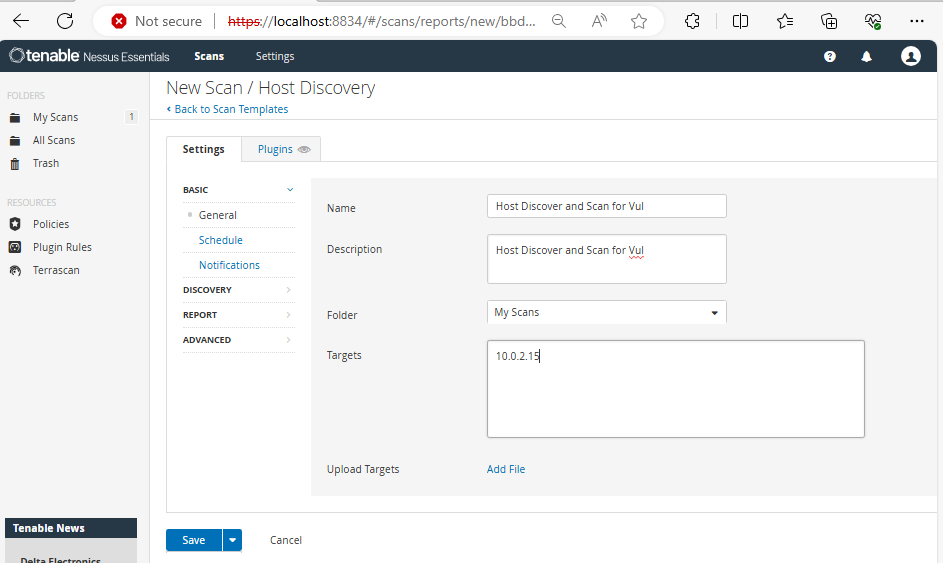 Not secure https://localhost:8834/#/scans/reports/new/bbd...
tenable Nessus Essentials Scans Settings
New Scan / Host Discovery
Back to Scan Templates
FOLDERS
My Scans 1
All Scans
Trash
RESOURCES
Policies
Plugin Rules
Terrascan
Tenable News
Delta Electronics
Settings Plugins
BASIC
General
Schedule
Notifications
DISCOVERY
REPORT
ADVANCED
Name Host Discover and Scan for Vul
Description Host Discover and Scan for Vul
Folder My Scans
Targets 10.0.2.15
Upload Targets Add File
Save Cancel